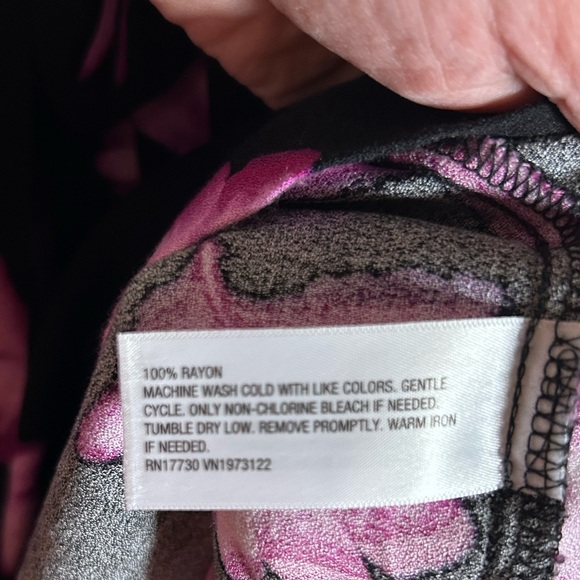 100% RAYON
MACHINE WASH COLD WITH LIKE COLORS. GENTLE
CYCLE. ONLY NON-CHLORINE BLEACH IF NEEDED.
TUMBLE DRY LOW. REMOVE PROMPTLY. WARM IRON
IF NEEDED.
RN17730 VN1973122